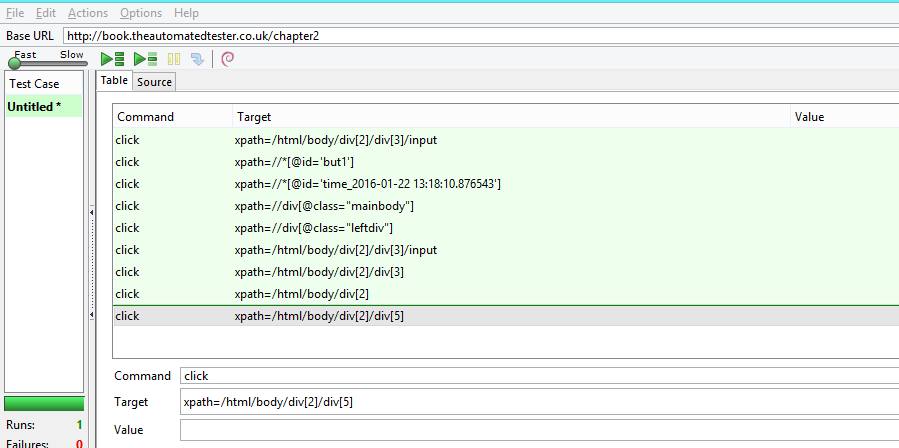 File Edit Actions Options Help
Base URL http://book.theautomatedtester.co.uk/chapter2
Fast Slow
Table Source
Test Case
Untitled *
Command Target Value
click xpath=/html/body/div[2]/div[3]/input
click xpath=//*[@id='but1']
click xpath=//*[@id='time_2016-01-22 13:18:10.876543']
click xpath=//div[@class="mainbody"]
click xpath=//div[@class="leftdiv"]
click xpath=/html/body/div[2]/div[3]/input
click xpath=/html/body/div[2]/div[3]
click xpath=/html/body/div[2]
click xpath=/html/body/div[2]/div[5]
Command click
Target xpath=/html/body/div[2]/div[5]
Value
Runs: 1
Failures: 0